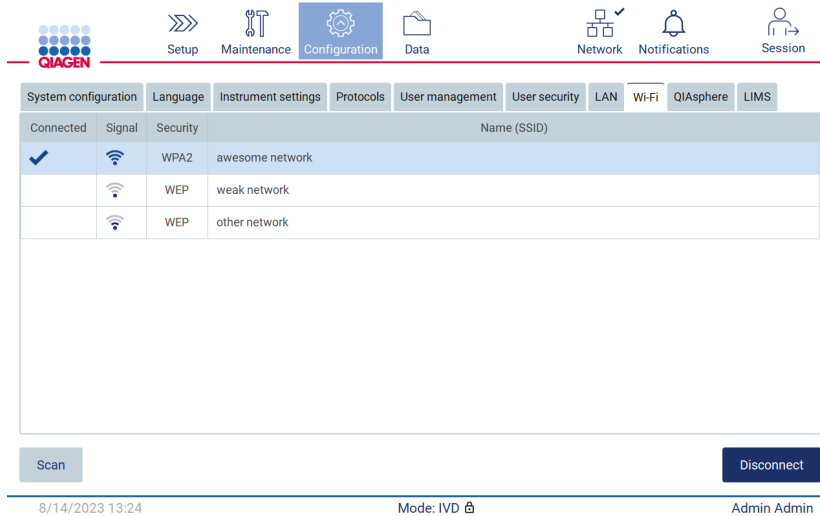 QIAGEN
Setup Maintenance Configuration Data Network Notifications Session
System configuration Language Instrument settings Protocols User management User security LAN Wi-Fi QIAsphere LIMS
Connected Signal Security Name (SSID)
WPA2 awesome network
WEP weak network
WEP other network
Scan Disconnect
8/14/2023 13:24 Mode: IVD Admin Admin